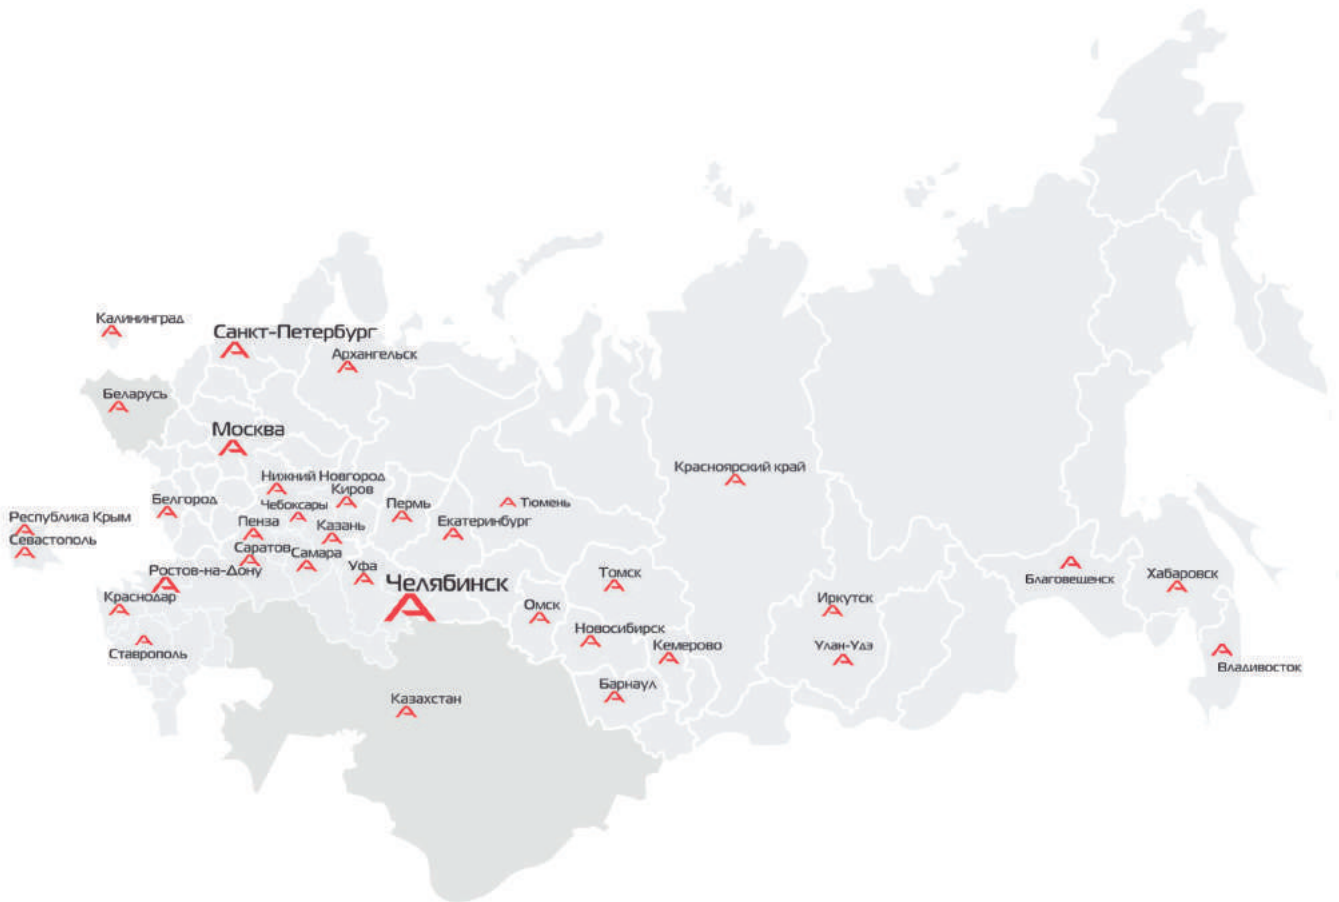 Калининград
Санкт-Петербург
Архангельск
Беларусь
Москва
Красноярский край
Нижний Новгород
Киров
Белгород
Чебоксары
Пермь
Тюмень
Республика Крым
Пенза
Казань
Екатеринбург
Севастополь
Саратов
Самара
Уфа
Ростов-на-Дону
Челябинск
Томск
Благовещенск
Хабаровск
Краснодар
Омск
Иркутск
Новосибирск
Кемерово
Улан-Удэ
Ставрополь
Владивосток
Барнаул
Казахстан